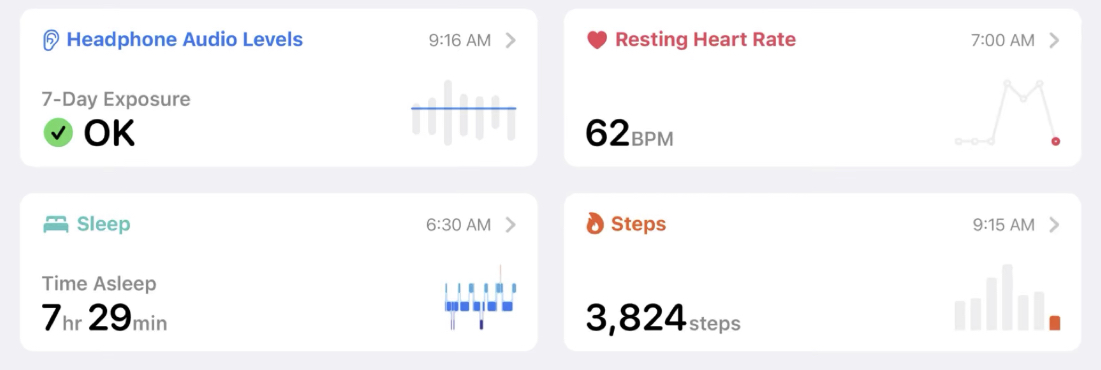 Headphone Audio Levels 9:16 AM
7-Day Exposure
OK
Resting Heart Rate 7:00 AM
62BPM
Sleep 6:30 AM
Time Asleep
7hr 29min
Steps 9:15 AM
3,824steps